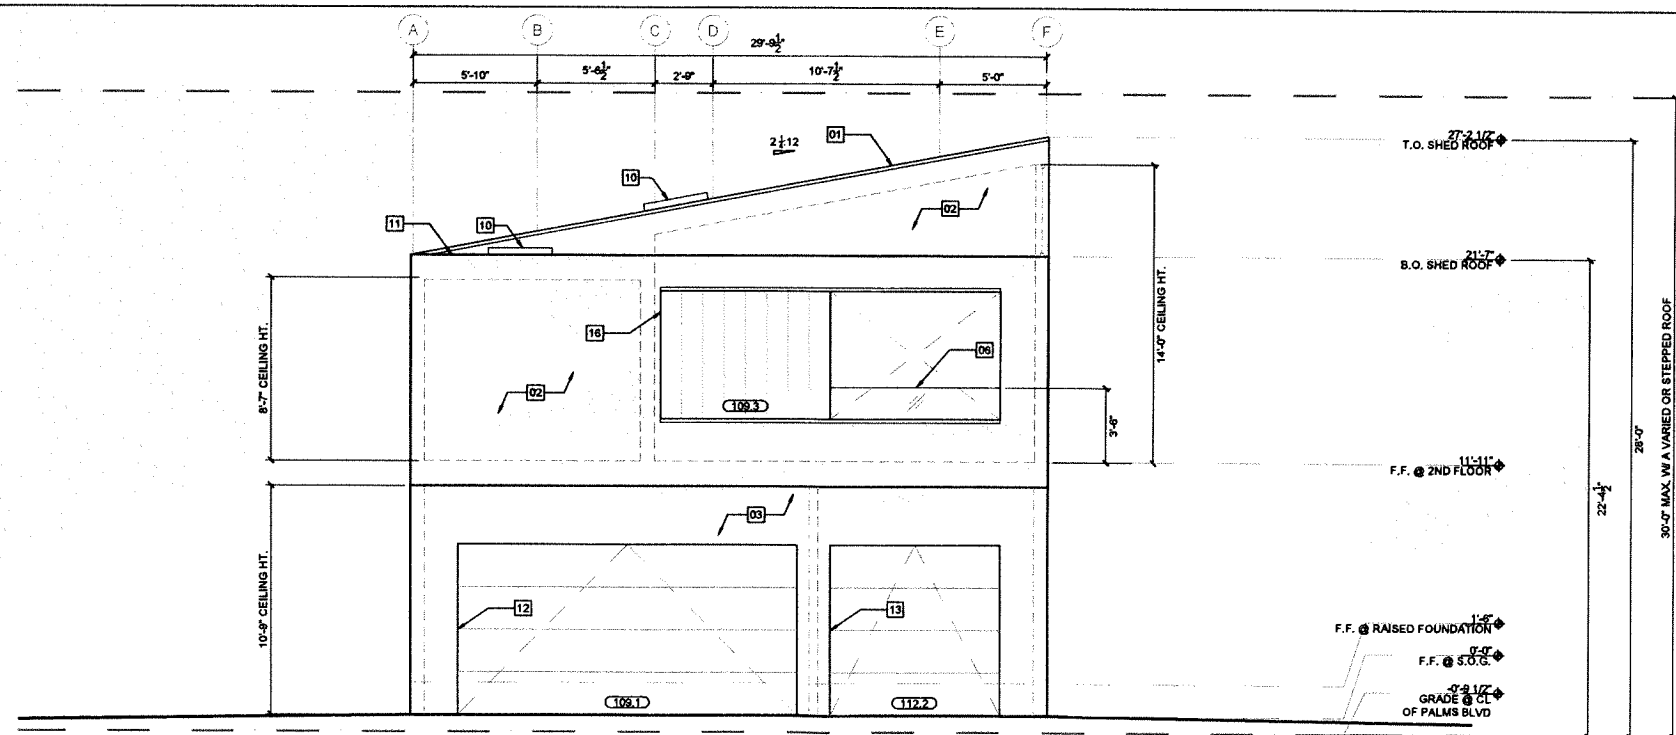 A B C D E F
29'-9½"
5'-10" 5'-6½" 2'-9" 10'-7½" 5'-0"
27'-2 1/2"
T.O. SHED ROOF
01
10
02
11
10
21'-7"
B.O. SHED ROOF
8'-7" CEILING HT.
16
02
109.3
06
3'-6"
14'-0" CEILING HT.
11'-11"
F.F. @ 2ND FLOOR
22'-4½"
28'-0"
30'-0" MAX. W/ A VARIED OR STEPPED ROOF
03
10'-9" CEILING HT.
12
13
109.1
112.2
1'-6"
F.F. @ RAISED FOUNDATION
0'-0"
F.F. @ S.O.G.
-0'-9 1/2"
GRADE @ CL
OF PALMS BLVD